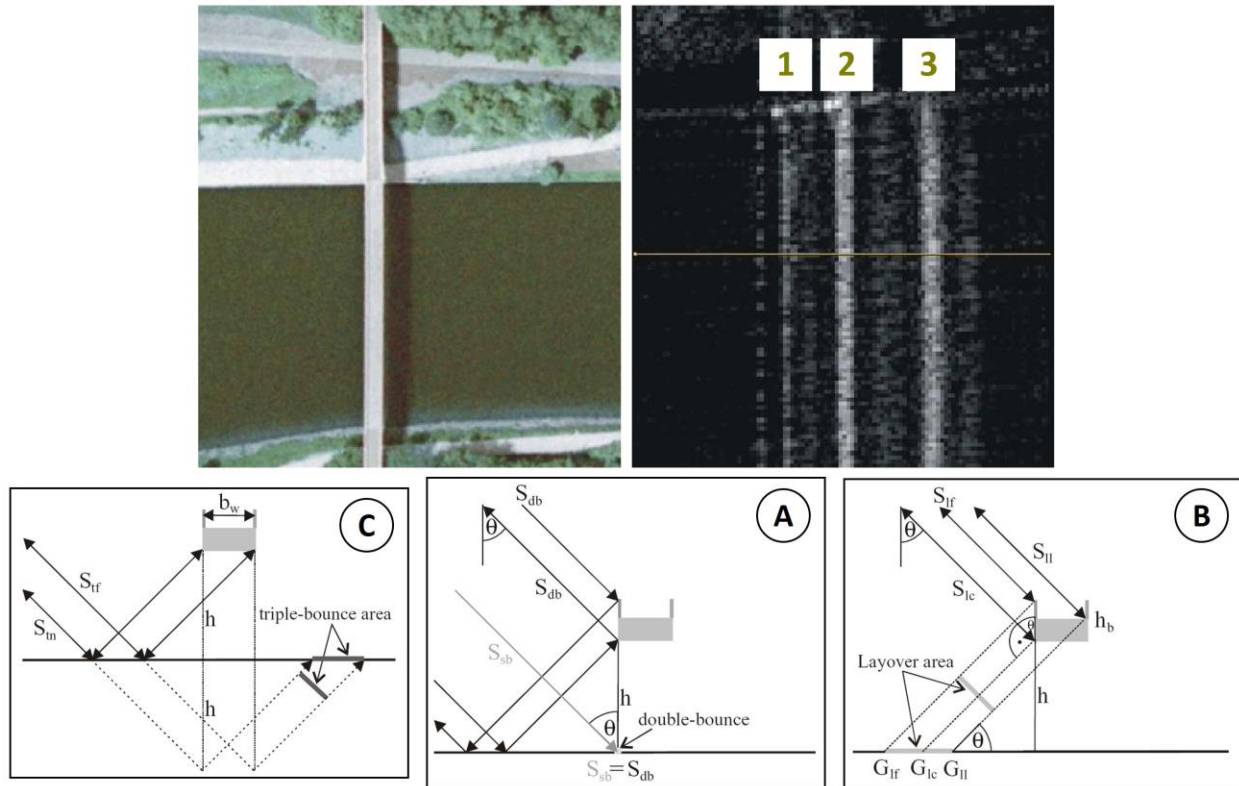 1 2 3
C
b_w
S_tf
S_tn
h
triple-bounce area
h
A
S_db
θ
S_db
S_sb
h
θ
double-bounce
S_sb = S_db
B
S_lf
θ
S_ll
S_lc
θ
h_b
Layover area
h
θ
G_lf G_lc G_ll